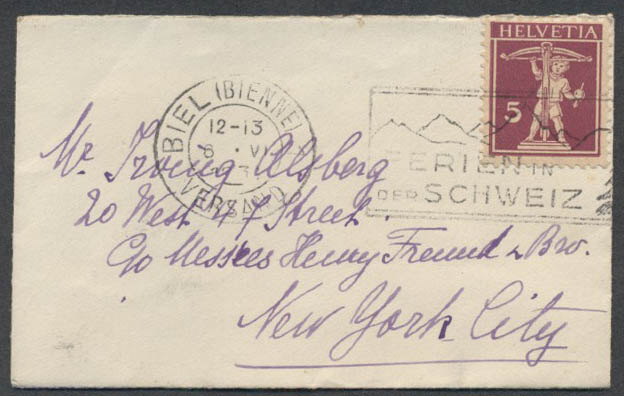 HELVETIA
5
BIEL (BIENNE)
12-13
VERSAND
FERIEN IN
DER SCHWEIZ
Mr. Irving Alsberg
20 West 47 Street
c/o Messrs Henry Freund & Bro.
New York City